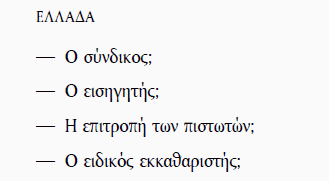 ΕΛΛΑΔΑ
— Ο σύνδικος;
— Ο εισηγητής;
— Η επιτροπή των πιστωτών;
— Ο ειδικός εκκαθαριστής;